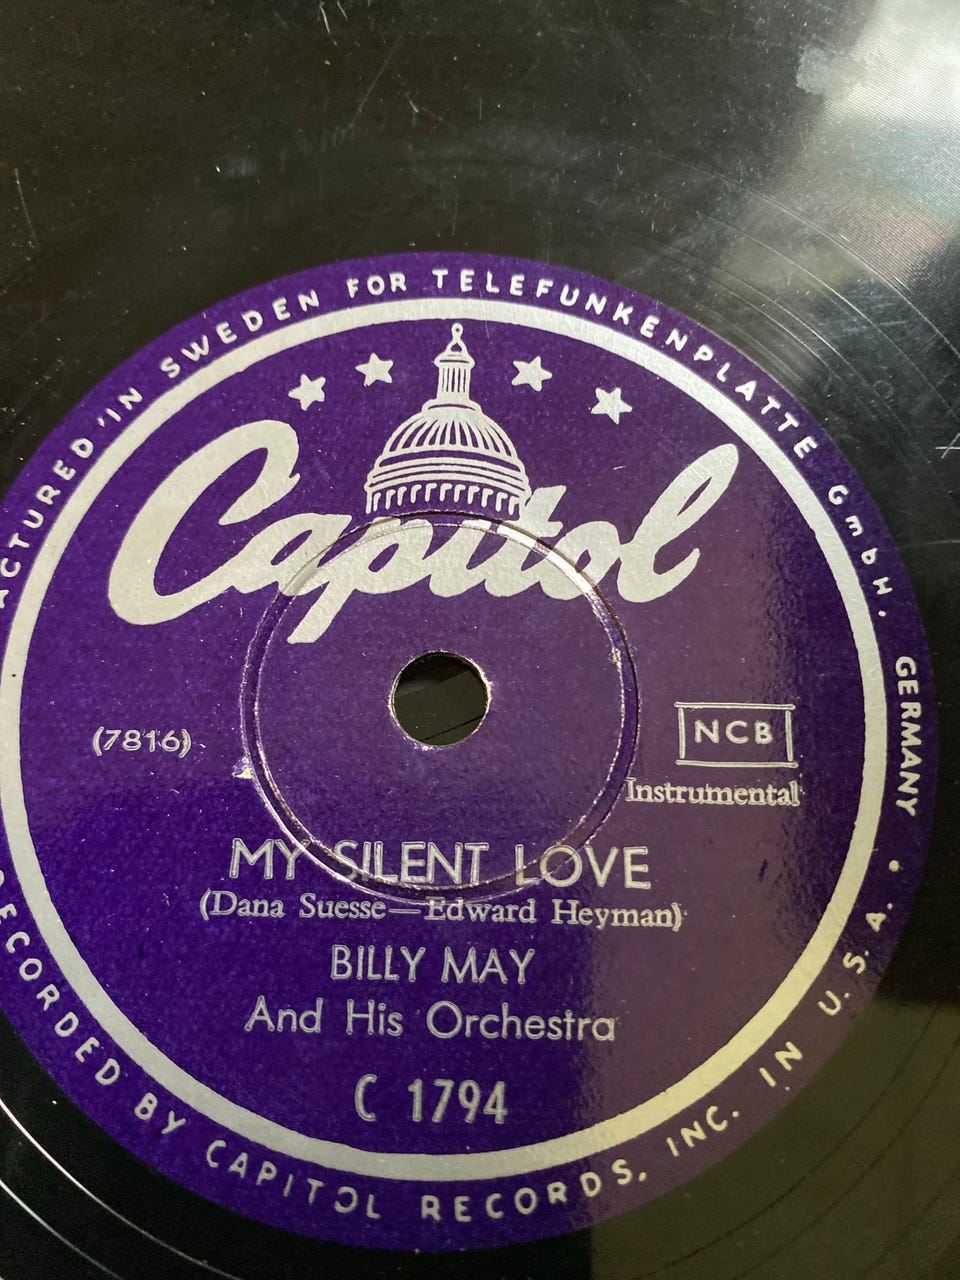 ACTURED IN SWEDEN FOR TELEFUNKENPLATTE GmbH. GERMANY •
Capitol
(7816)
NCB
Instrumental
MY SILENT LOVE
(Dana Suesse—Edward Heyman)
BILLY MAY
And His Orchestra
C 1794
RECORDED BY CAPITOL RECORDS, INC. IN U.S.A.